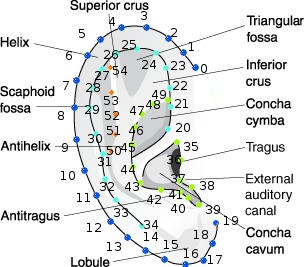 Superior crus
4 3
5 2 Triangular
fossa
Helix 25 1
6 26 24 23 0
54 Inferior
crus
7 27 22
Scaphoid 28 53 49 21
fossa 48
8 29 52 47 Concha
cymba
30 51 46 20
9 45 35
Antihelix 50 Tragus
31 36
10 44
32 43 37 External
auditory
canal
11 42 41 38
33 40 39
Antitragus Concha
cavum
12 34 19
13 18
14 15 16 17
Lobule